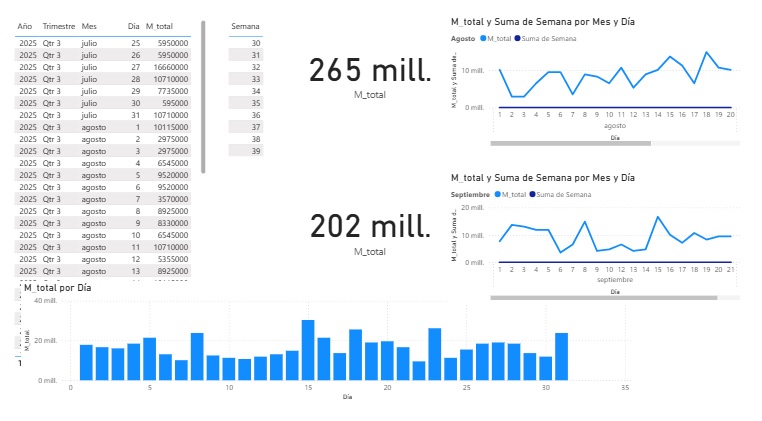 Año Trimestre Mes Día M_total
2025 Qtr 3 julio 25 5950000
2025 Qtr 3 julio 26 5950000
2025 Qtr 3 julio 27 16660000
2025 Qtr 3 julio 28 10710000
2025 Qtr 3 julio 29 7735000
2025 Qtr 3 julio 30 595000
2025 Qtr 3 julio 31 10710000
2025 Qtr 3 agosto 1 10115000
2025 Qtr 3 agosto 2 2975000
2025 Qtr 3 agosto 3 2975000
2025 Qtr 3 agosto 4 6545000
2025 Qtr 3 agosto 5 9520000
2025 Qtr 3 agosto 6 9520000
2025 Qtr 3 agosto 7 3570000
2025 Qtr 3 agosto 8 8925000
2025 Qtr 3 agosto 9 8330000
2025 Qtr 3 agosto 10 6545000
2025 Qtr 3 agosto 11 10710000
2025 Qtr 3 agosto 12 5355000
2025 Qtr 3 agosto 13 8925000
Semana
30
31
32
33
34
35
36
37
38
39
265 mill.
M_total
202 mill.
M_total
M_total y Suma de Semana por Mes y Día
Agosto M_total Suma de Semana
M_total y Suma de..
10 mill.
0 mill.
1 2 3 4 5 6 7 8 9 10 11 12 13 14 15 16 17 18 19 20
agosto
Día
M_total y Suma de Semana por Mes y Día
Septiembre M_total Suma de Semana
M_total y Suma d..
20 mill.
10 mill.
0 mill.
1 2 3 4 5 6 7 8 9 10 11 12 13 14 15 16 17 18 19 20 21
septiembre
Día
M_total por Día
M_total
40 mill.
20 mill.
0 mill.
0 5 10 15 20 25 30 35
Día